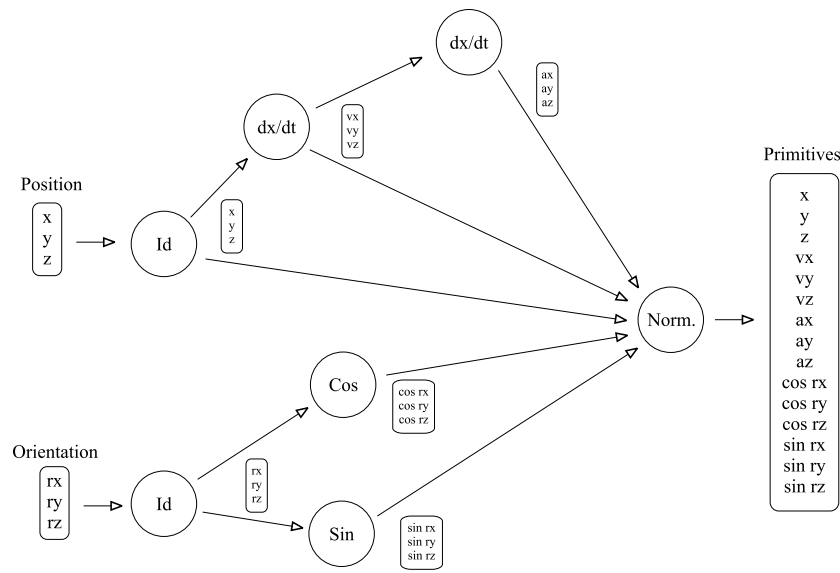 dx/dt
ax
ay
az
dx/dt
vx
vy
vz
Position
x
y
z
Id
x
y
z
Norm.
Primitives
x
y
z
vx
vy
vz
ax
ay
az
cos rx
cos ry
cos rz
sin rx
sin ry
sin rz
Cos
cos rx
cos ry
cos rz
Orientation
rx
ry
rz
Id
rx
ry
rz
Sin
sin rx
sin ry
sin rz